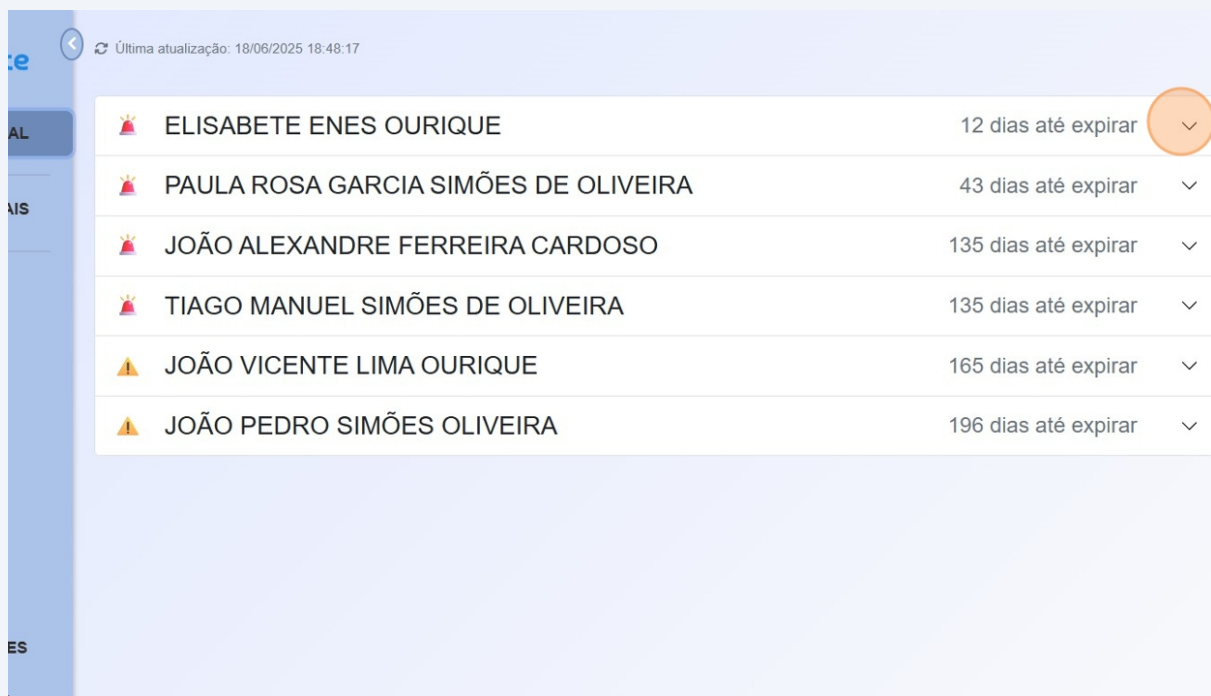 Última atualização: 18/06/2025 18:48:17
ELISABETE ENES OURIQUE 12 dias até expirar
PAULA ROSA GARCIA SIMÕES DE OLIVEIRA 43 dias até expirar
JOÃO ALEXANDRE FERREIRA CARDOSO 135 dias até expirar
TIAGO MANUEL SIMÕES DE OLIVEIRA 135 dias até expirar
JOÃO VICENTE LIMA OURIQUE 165 dias até expirar
JOÃO PEDRO SIMÕES OLIVEIRA 196 dias até expirar